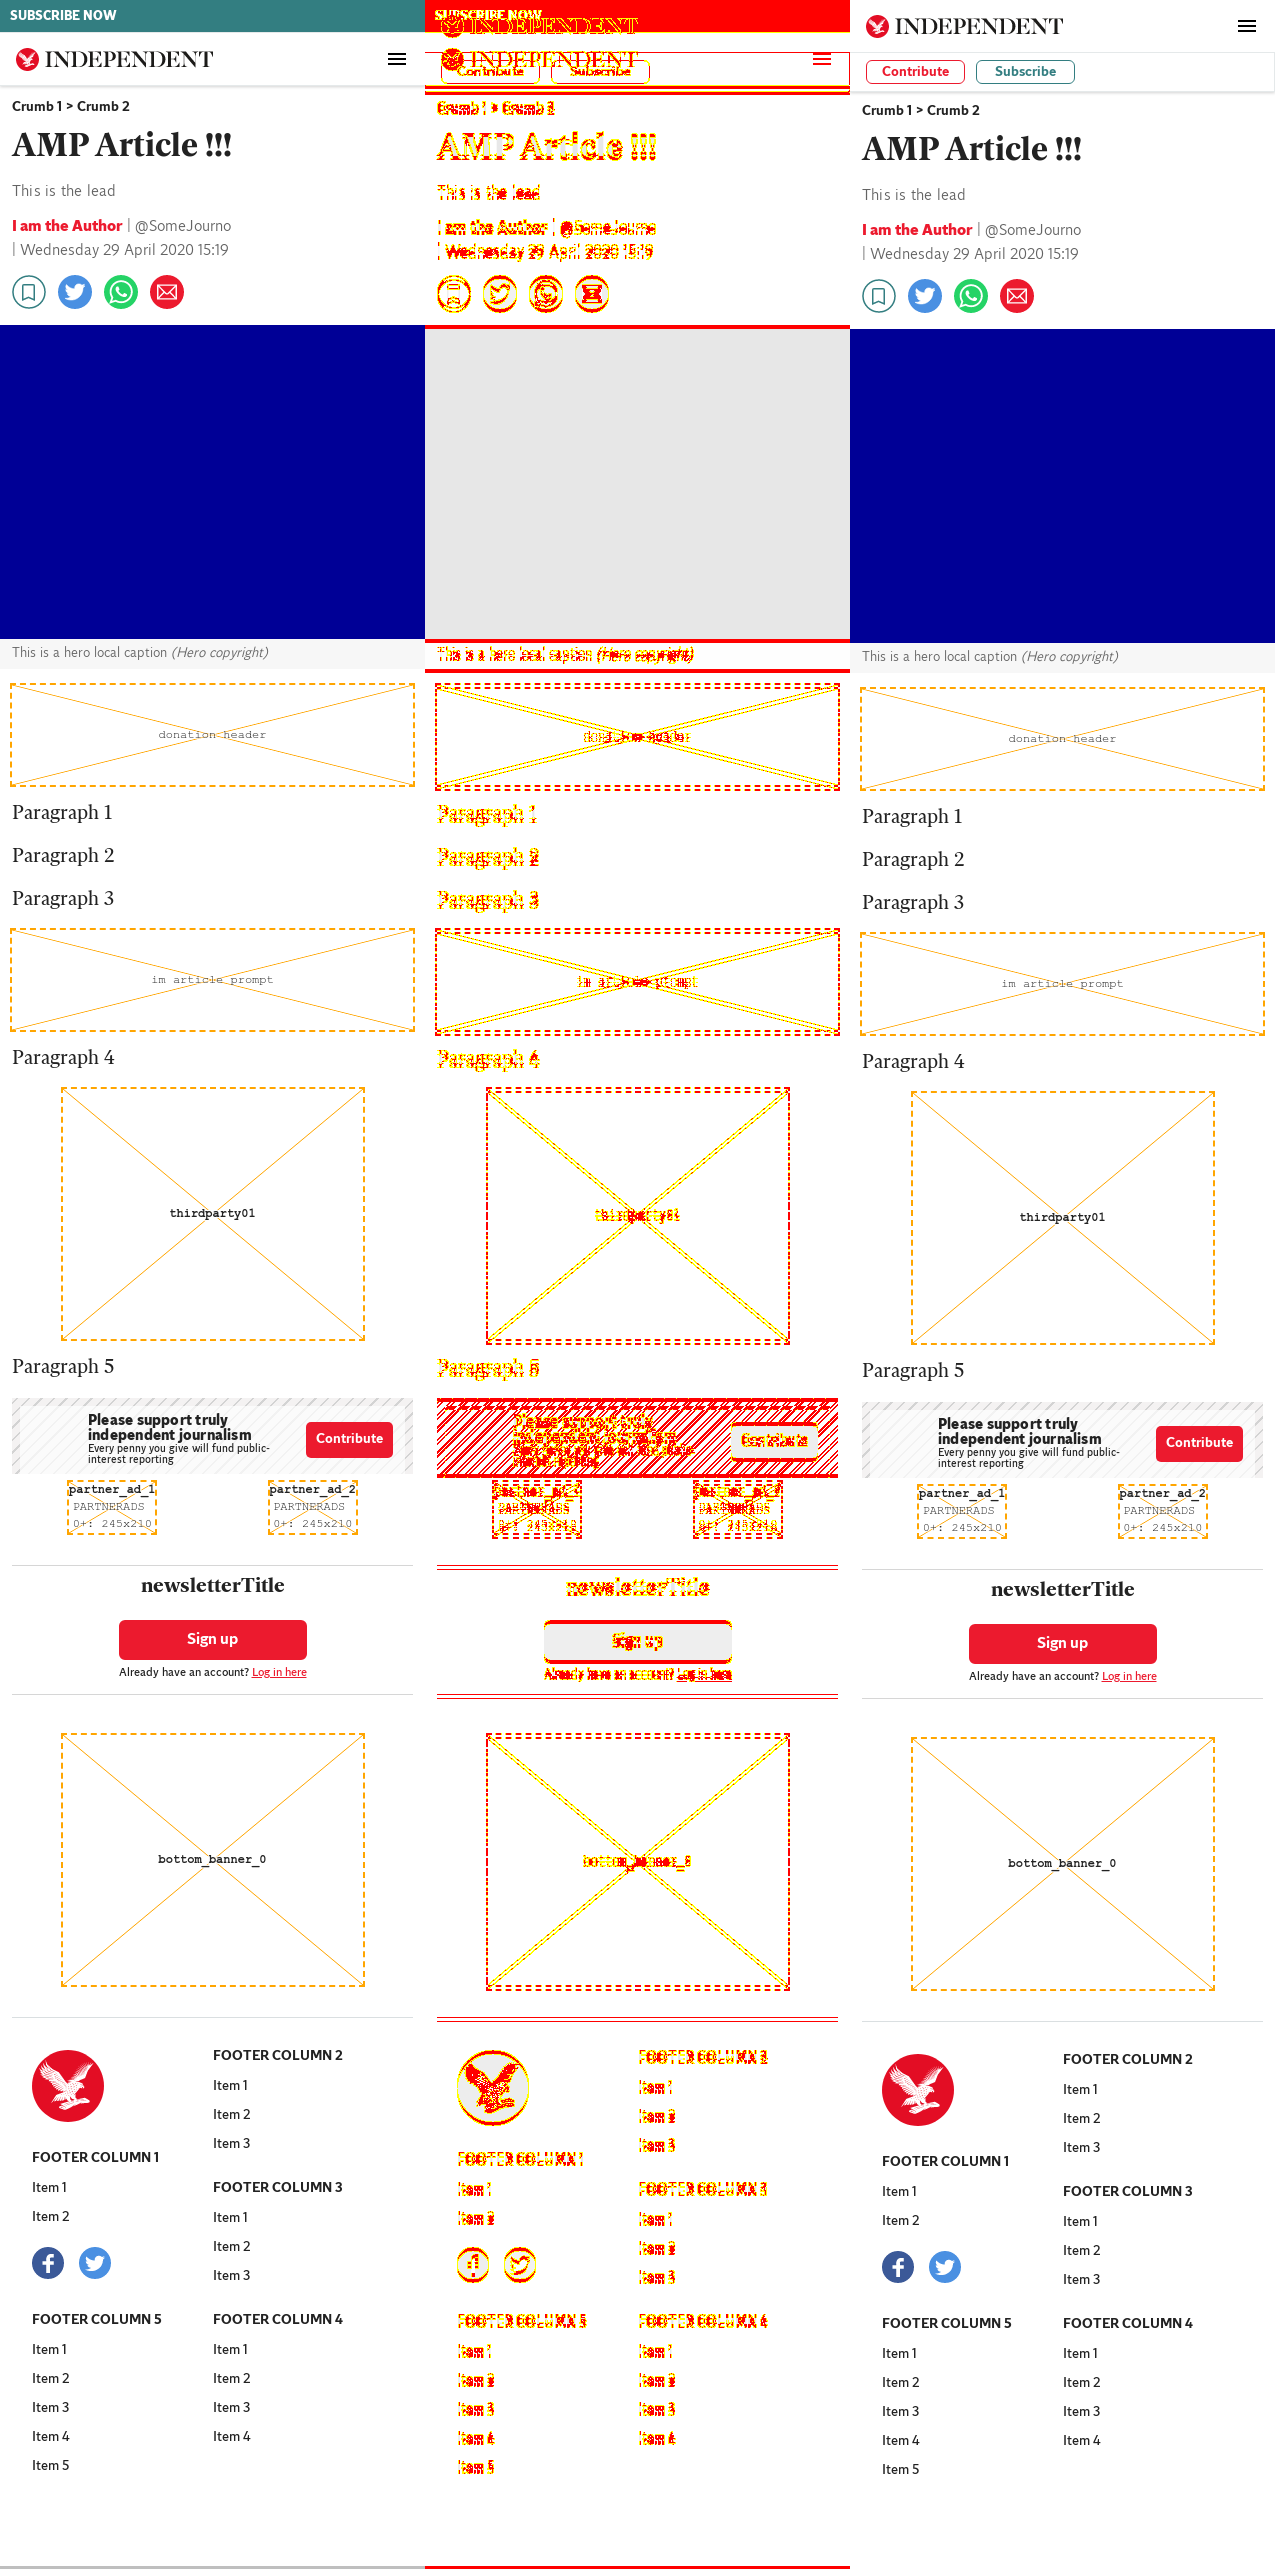 SUBSCRIBE NOW
INDEPENDENT
Crumb 1 > Crumb 2
AMP Article !!!
This is the lead
I am the Author | @SomeJourno
| Wednesday 29 April 2020 15:19
This is a hero local caption (Hero copyright)
donation header
Paragraph 1
Paragraph 2
Paragraph 3
im article prompt
Paragraph 4
thirdparty01
Paragraph 5
Please support truly
independent journalism
Every penny you give will fund public-
interest reporting
Contribute
partner_ad_1
PARTNERADS
0+: 245x210
partner_ad_2
PARTNERADS
0+: 245x210
newsletterTitle
Sign up
Already have an account? Log in here
bottom_banner_0
FOOTER COLUMN 1
Item 1
Item 2
FOOTER COLUMN 5
Item 1
Item 2
Item 3
Item 4
Item 5
FOOTER COLUMN 2
Item 1
Item 2
Item 3
FOOTER COLUMN 3
Item 1
Item 2
Item 3
FOOTER COLUMN 4
Item 1
Item 2
Item 3
Item 4
SUBSCRIBE NOW
INDEPENDENT
INDEPENDENT
Contribute
Subscribe
Crumb 1 > Crumb 2
AMP Article !!!
This is the lead
I am the Author | @SomeJourno
| Wednesday 29 April 2020 15:19
This is a hero local caption (Hero copyright)
Paragraph 1
Paragraph 2
Paragraph 3
Paragraph 4
Paragraph 5
Contribute
newsletterTitle
Sign up
FOOTER COLUMN 1
Item 1
Item 2
FOOTER COLUMN 5
Item 1
Item 2
Item 3
Item 4
Item 5
FOOTER COLUMN 2
Item 1
Item 2
Item 3
FOOTER COLUMN 3
Item 1
Item 2
Item 3
FOOTER COLUMN 4
Item 1
Item 2
Item 3
Item 4
INDEPENDENT
Contribute
Subscribe
Crumb 1 > Crumb 2
AMP Article !!!
This is the lead
I am the Author | @SomeJourno
| Wednesday 29 April 2020 15:19
This is a hero local caption (Hero copyright)
donation header
Paragraph 1
Paragraph 2
Paragraph 3
im article prompt
Paragraph 4
thirdparty01
Paragraph 5
Please support truly
independent journalism
Every penny you give will fund public-
interest reporting
Contribute
partner_ad_1
PARTNERADS
0+: 245x210
partner_ad_2
PARTNERADS
0+: 245x210
newsletterTitle
Sign up
Already have an account? Log in here
bottom_banner_0
FOOTER COLUMN 1
Item 1
Item 2
FOOTER COLUMN 5
Item 1
Item 2
Item 3
Item 4
Item 5
FOOTER COLUMN 2
Item 1
Item 2
Item 3
FOOTER COLUMN 3
Item 1
Item 2
Item 3
FOOTER COLUMN 4
Item 1
Item 2
Item 3
Item 4